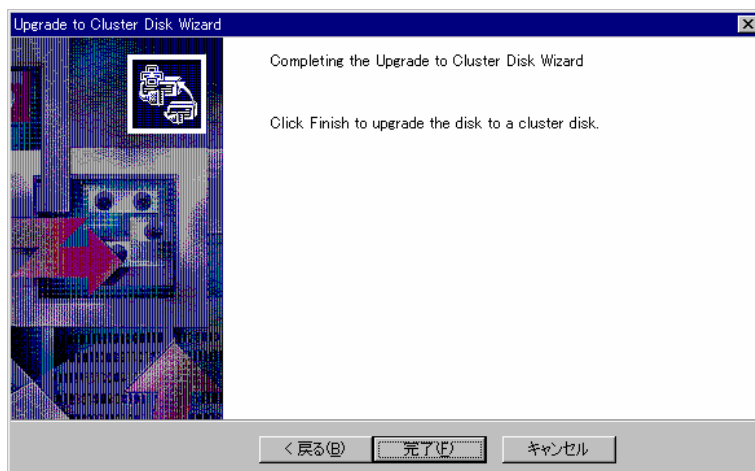 Upgrade to Cluster Disk Wizard
Completing the Upgrade to Cluster Disk Wizard
Click Finish to upgrade the disk to a cluster disk.
< 戻る(B)
完了(F)
キャンセル